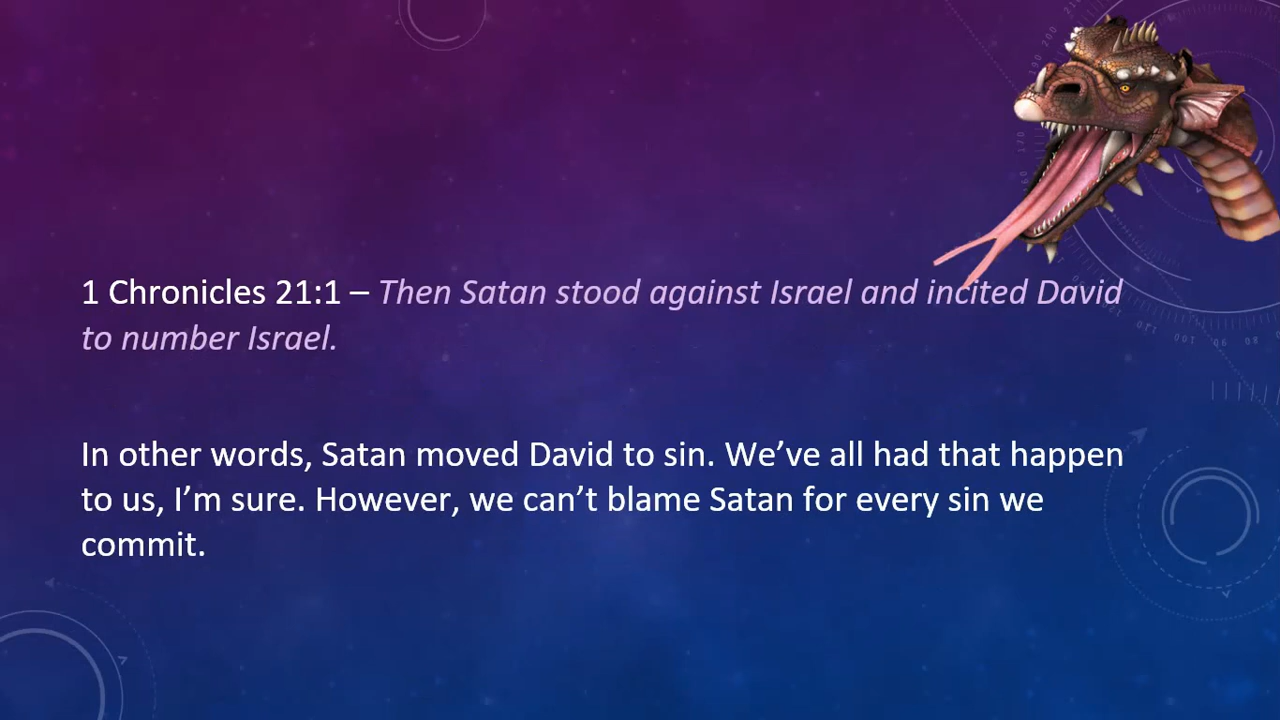 1 Chronicles 21:1 – Then Satan stood against Israel and incited David
to number Israel.
In other words, Satan moved David to sin. We’ve all had that happen
to us, I’m sure. However, we can’t blame Satan for every sin we
commit.